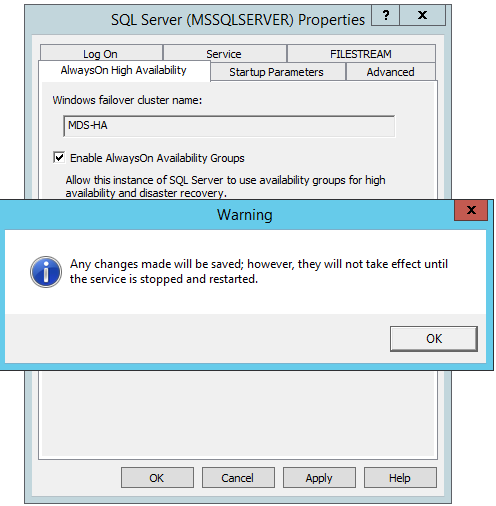 SQL Server (MSSQLSERVER) Properties ? x
Log On Service FILESTREAM
AlwaysOn High Availability Startup Parameters Advanced
Windows failover cluster name:
MDS-HA
Enable AlwaysOn Availability Groups
Allow this instance of SQL Server to use availability groups for high
availability and disaster recovery.
Warning x
Any changes made will be saved; however, they will not take effect until
the service is stopped and restarted.
OK
OK Cancel Apply Help